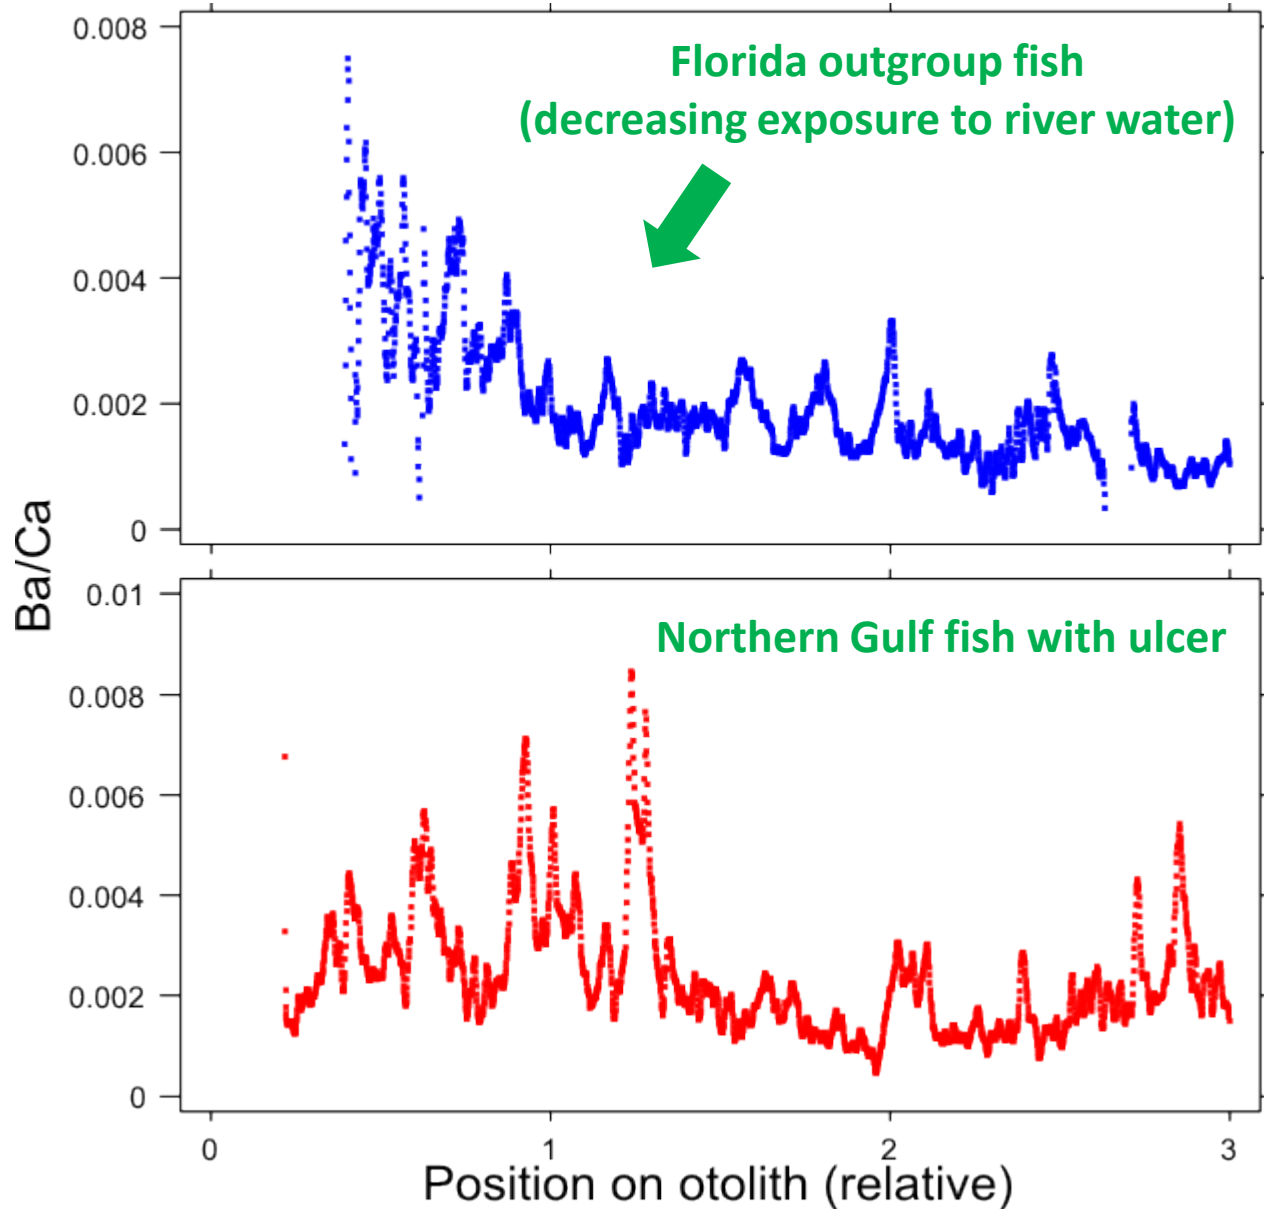 Florida outgroup fish
(decreasing exposure to river water)
0.008
0.006
0.004
0.002
0
Ba/Ca
Northern Gulf fish with ulcer
0.01
0.008
0.006
0.004
0.002
0
0 1 2 3
Position on otolith (relative)